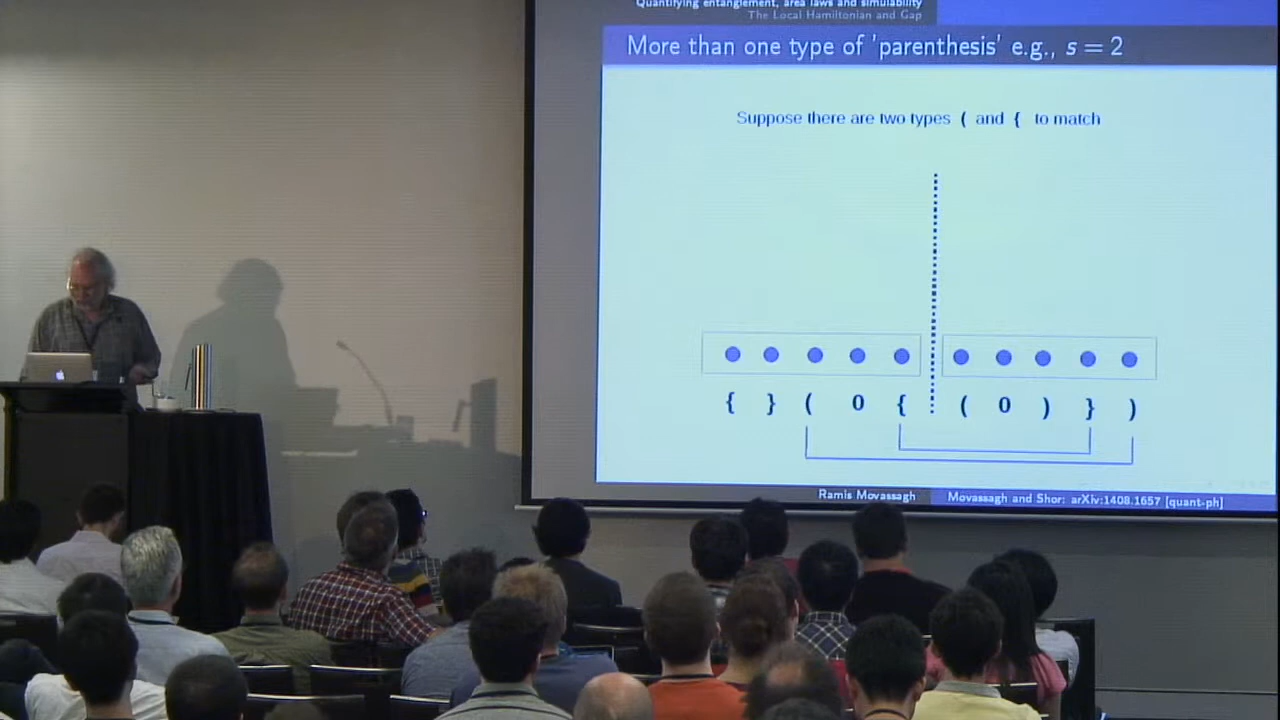 Quantifying entanglement, area laws and simulability
The Local Hamiltonian and Gap
More than one type of 'parenthesis' e.g., s = 2
Suppose there are two types ( and { to match
{ } ( 0 { ( 0 ) } )
Ramis Movassagh Movassagh and Shor: arXiv:1408.1657 [quant-ph]